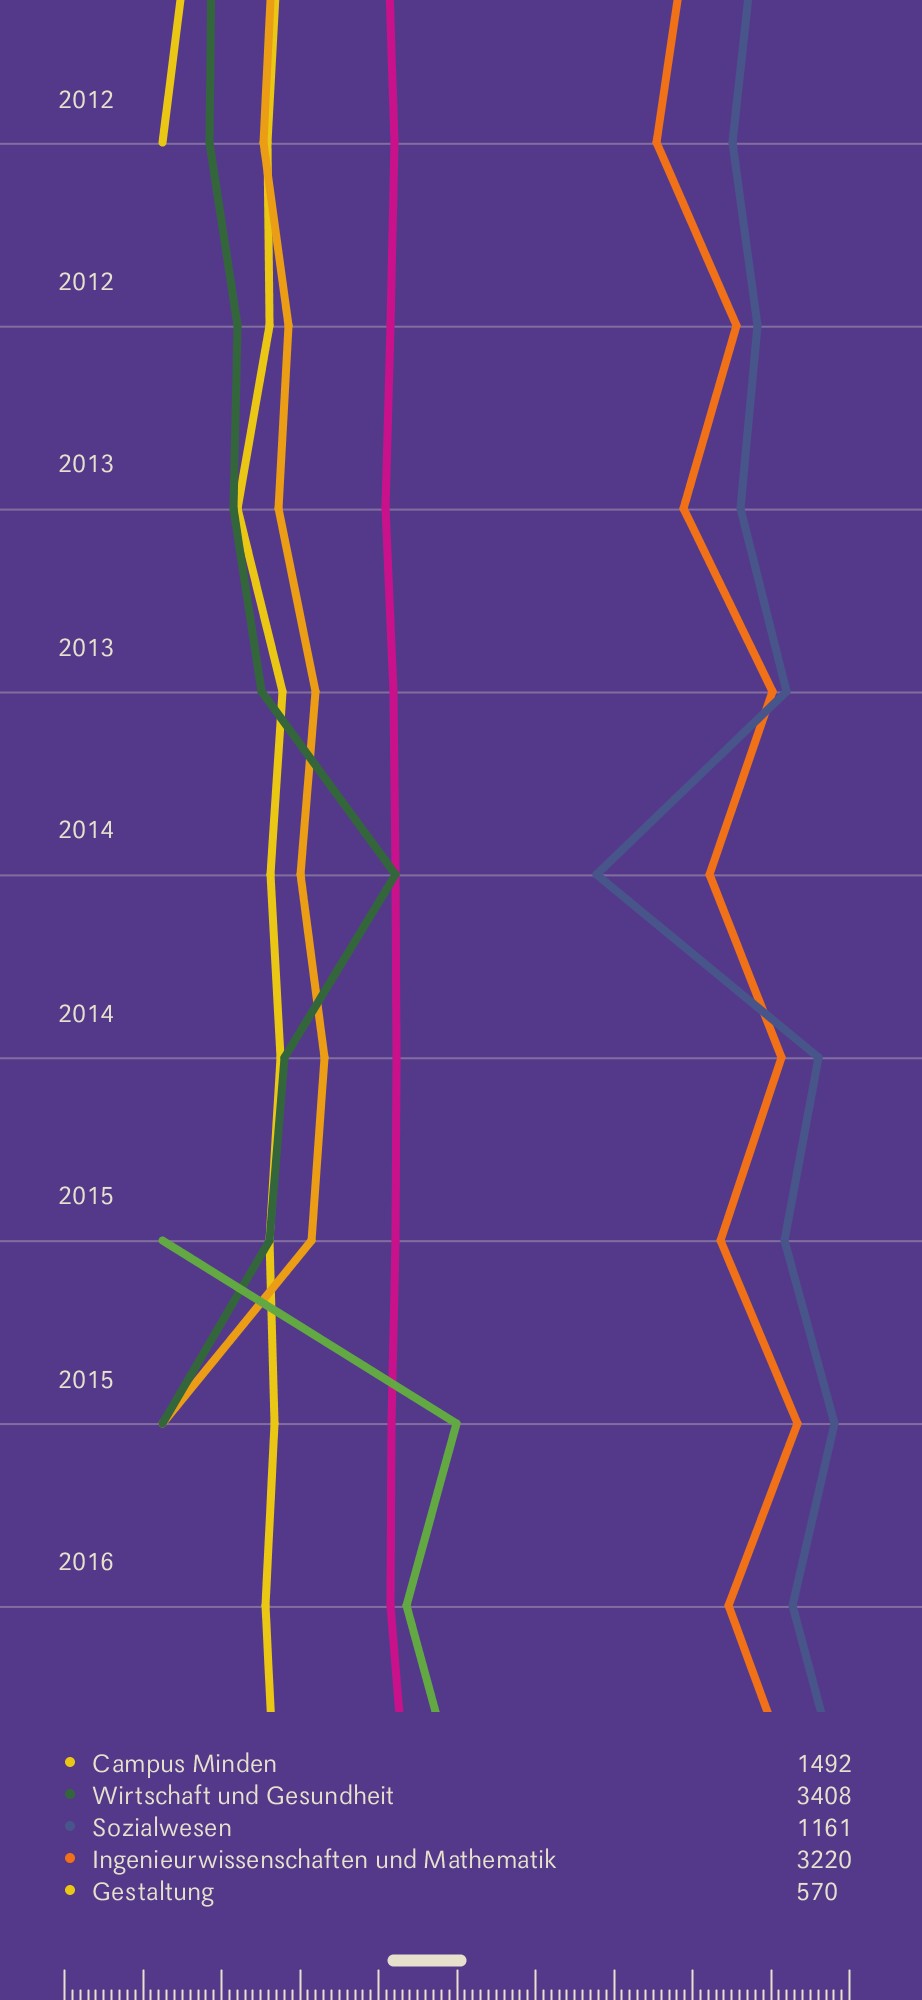 2012
2012
2013
2013
2014
2014
2015
2015
2016
Campus Minden 1492
Wirtschaft und Gesundheit 3408
Sozialwesen 1161
Ingenieurwissenschaften und Mathematik 3220
Gestaltung 570